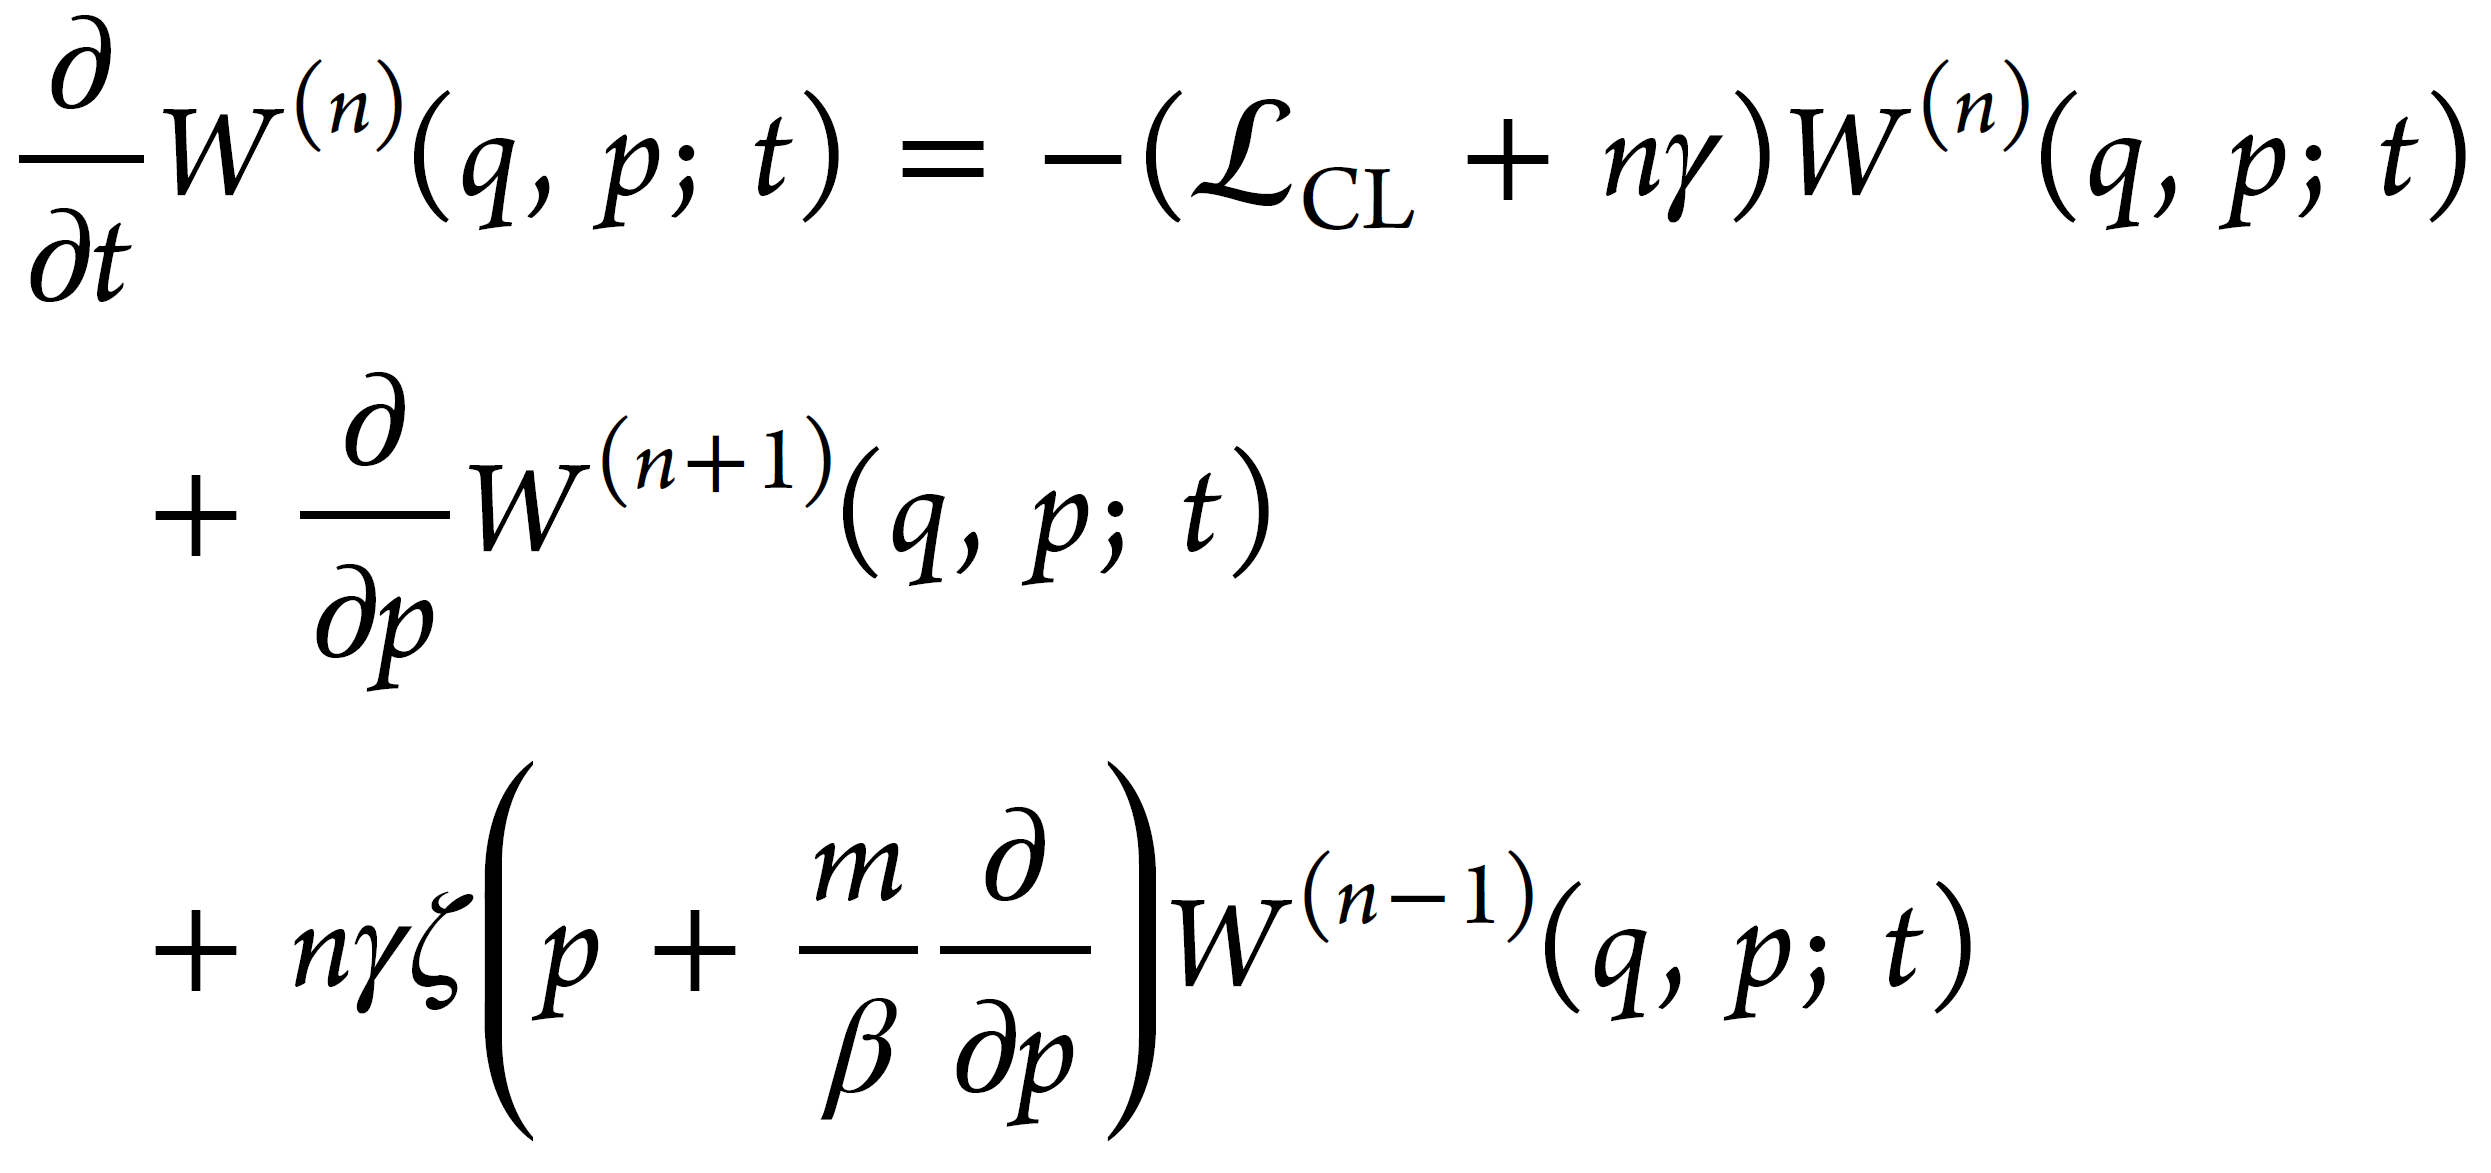 ∂/∂t W^(n)(q, p; t) = −(ℒ_CL + nγ)W^(n)(q, p; t)
+ ∂/∂p W^(n+1)(q, p; t)
+ nγζ(p + m/β ∂/∂p)W^(n−1)(q, p; t)